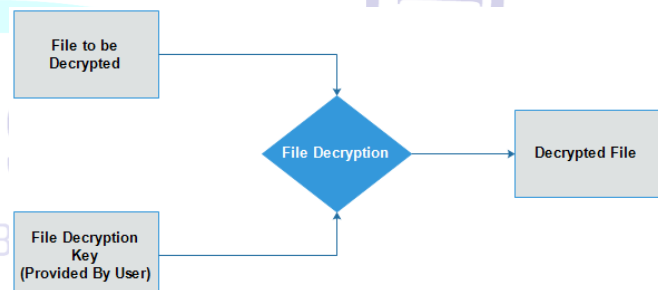 File to be
Decrypted
File Decryption
Decrypted File
File Decryption
Key
(Provided By User)